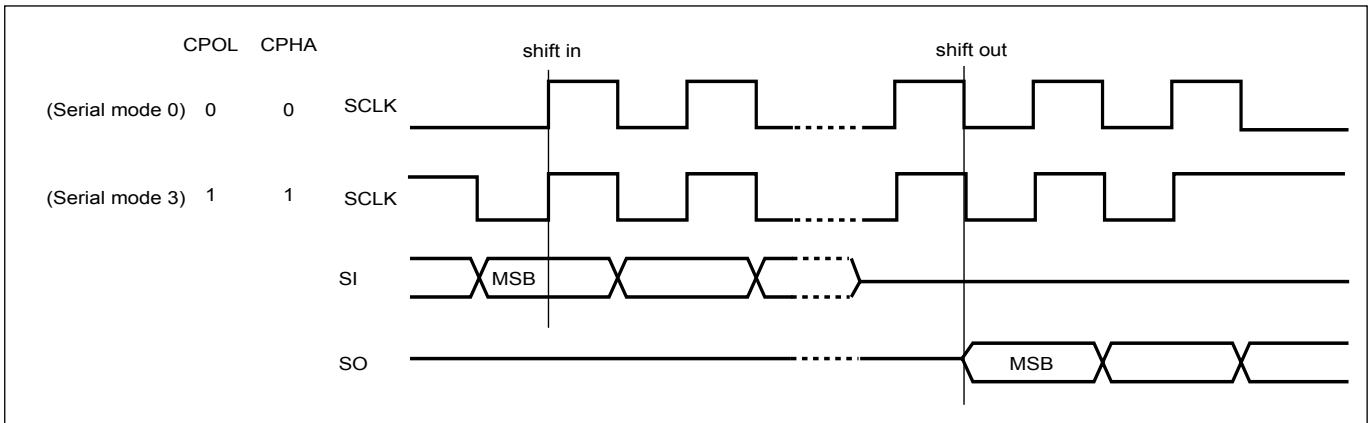 CPOL CPHA
shift in
shift out
(Serial mode 0) 0 0 SCLK
(Serial mode 3) 1 1 SCLK
SI MSB
SO MSB